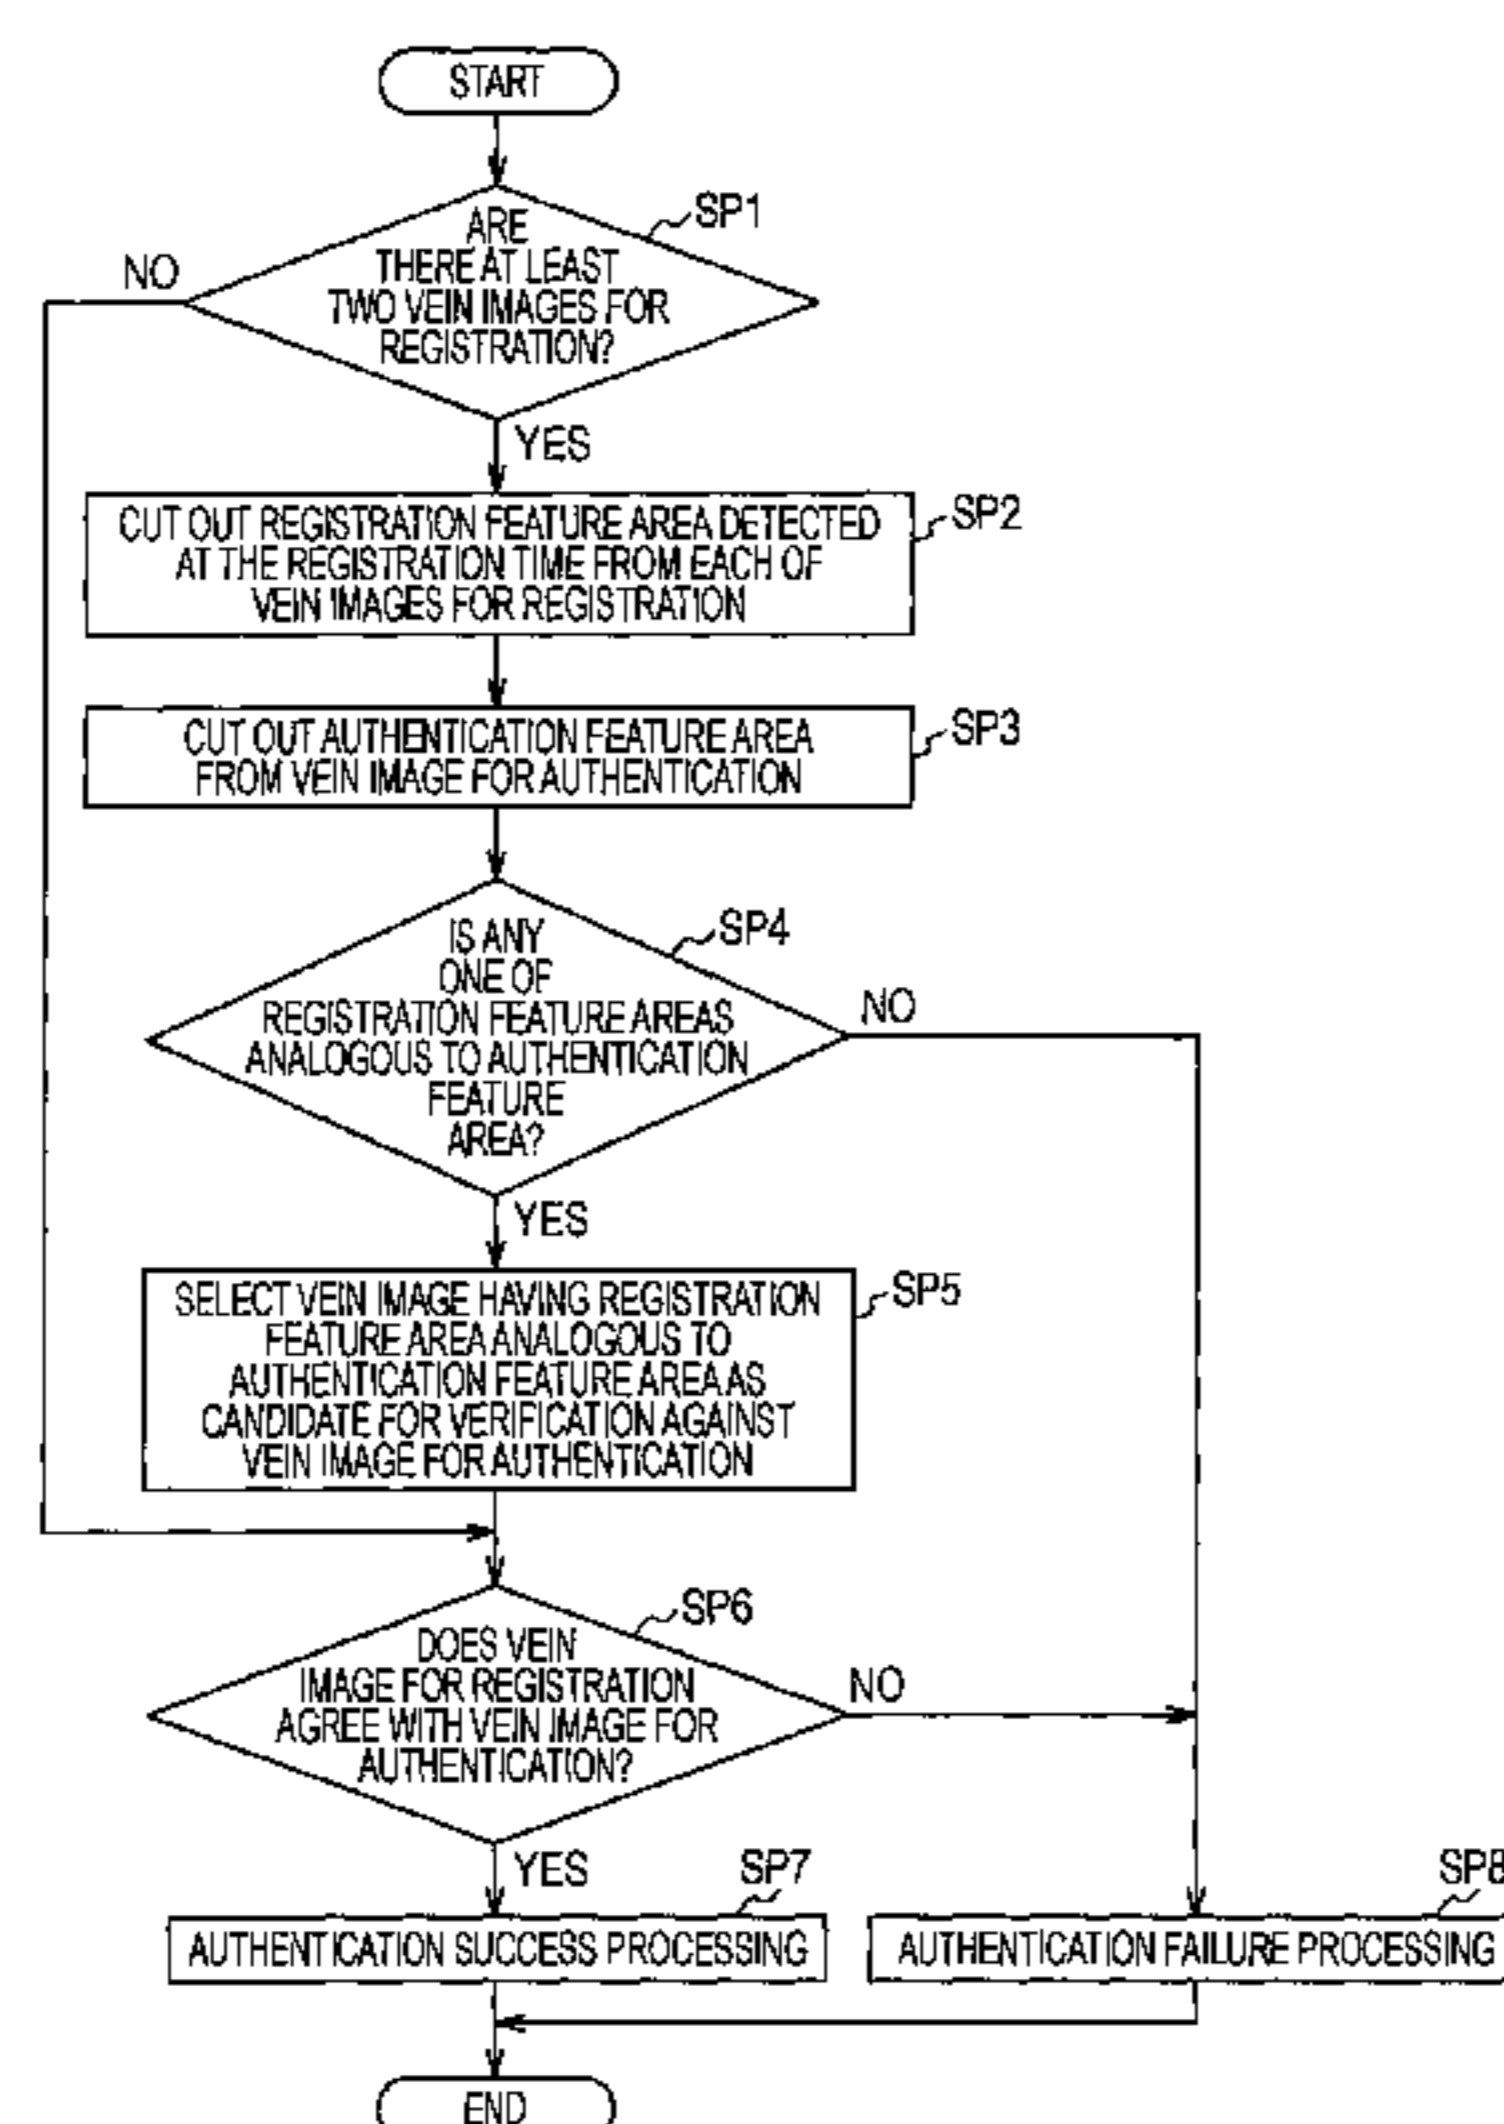 START
SP1
ARE
THERE AT LEAST
TWO VEIN IMAGES FOR
REGISTRATION?
NO
YES
SP2
CUT OUT REGISTRATION FEATURE AREA DETECTED
AT THE REGISTRATION TIME FROM EACH OF
VEIN IMAGES FOR REGISTRATION
SP3
CUT OUT AUTHENTICATION FEATURE AREA
FROM VEIN IMAGE FOR AUTHENTICATION
SP4
IS ANY
ONE OF
REGISTRATION FEATURE AREAS
ANALOGOUS TO AUTHENTICATION
FEATURE
AREA?
NO
YES
SP5
SELECT VEIN IMAGE HAVING REGISTRATION
FEATURE AREA ANALOGOUS TO
AUTHENTICATION FEATURE AREA AS
CANDIDATE FOR VERIFICATION AGAINST
VEIN IMAGE FOR AUTHENTICATION
SP6
DOES VEIN
IMAGE FOR REGISTRATION
AGREE WITH VEIN IMAGE FOR
AUTHENTICATION?
NO
YES
SP7
AUTHENTICATION SUCCESS PROCESSING
SP8
AUTHENTICATION FAILURE PROCESSING
END